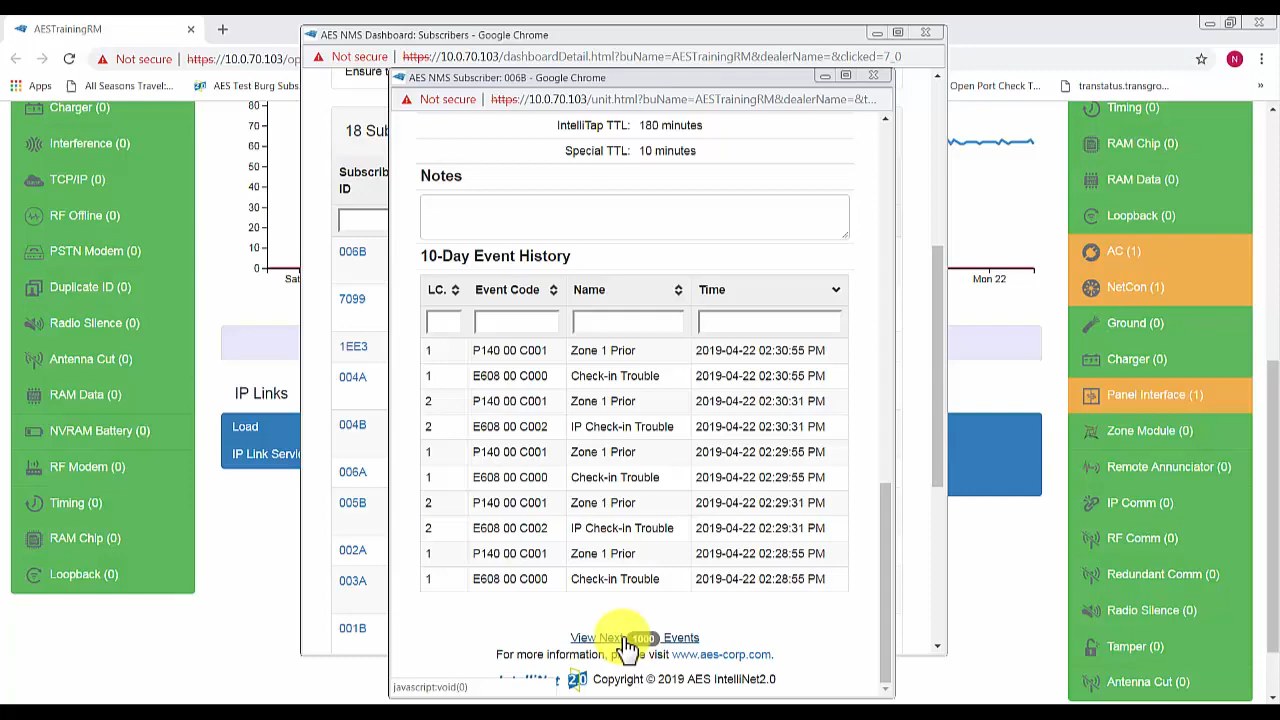 AESTrainingRM
AES NMS Dashboard: Subscribers - Google Chrome
Not secure | https://10.0.70.103/op
Not secure | https://10.0.70.103/dashboardDetail.html?buName=AESTrainingRM&dealerName=&clicked=7_0
N
Apps
All Seasons Travel:...
AES Test Burg Subs
Ensure t
AES NMS Subscriber: 006B - Google Chrome
Not secure | https://10.0.70.103/unit.html?buName=AESTrainingRM&dealerName=&t...
Open Port Check T...
transtatus.transgro...
»
Charger (0)
Interference (0)
TCP/IP (0)
RF Offline (0)
PSTN Modem (0)
Duplicate ID (0)
Radio Silence (0)
Antenna Cut (0)
RAM Data (0)
NVRAM Battery (0)
RF Modem (0)
Timing (0)
RAM Chip (0)
Loopback (0)
80
70
60
50
40
30
20
10
0
Sat
Mon 22
IP Links
Load
IP Link Servi
18 Sub
Subscrib
ID
006B
7099
1EE3
004A
004B
006A
005B
002A
003A
001B
IntelliTap TTL: 180 minutes
Special TTL: 10 minutes
Notes
10-Day Event History
LC. Event Code Name Time
1 P140 00 C001 Zone 1 Prior 2019-04-22 02:30:55 PM
1 E608 00 C000 Check-in Trouble 2019-04-22 02:30:55 PM
2 P140 00 C001 Zone 1 Prior 2019-04-22 02:30:31 PM
2 E608 00 C002 IP Check-in Trouble 2019-04-22 02:30:31 PM
1 P140 00 C001 Zone 1 Prior 2019-04-22 02:29:55 PM
1 E608 00 C000 Check-in Trouble 2019-04-22 02:29:55 PM
2 P140 00 C001 Zone 1 Prior 2019-04-22 02:29:31 PM
2 E608 00 C002 IP Check-in Trouble 2019-04-22 02:29:31 PM
1 P140 00 C001 Zone 1 Prior 2019-04-22 02:28:55 PM
1 E608 00 C000 Check-in Trouble 2019-04-22 02:28:55 PM
View Next 1000 Events
For more information, please visit www.aes-corp.com.
IntelliNet 2.0 Copyright © 2019 AES IntelliNet2.0
javascript:void(0)
Timing (0)
RAM Chip (0)
RAM Data (0)
Loopback (0)
AC (1)
NetCon (1)
Ground (0)
Charger (0)
Panel Interface (1)
Zone Module (0)
Remote Annunciator (0)
IP Comm (0)
RF Comm (0)
Redundant Comm (0)
Radio Silence (0)
Tamper (0)
Antenna Cut (0)